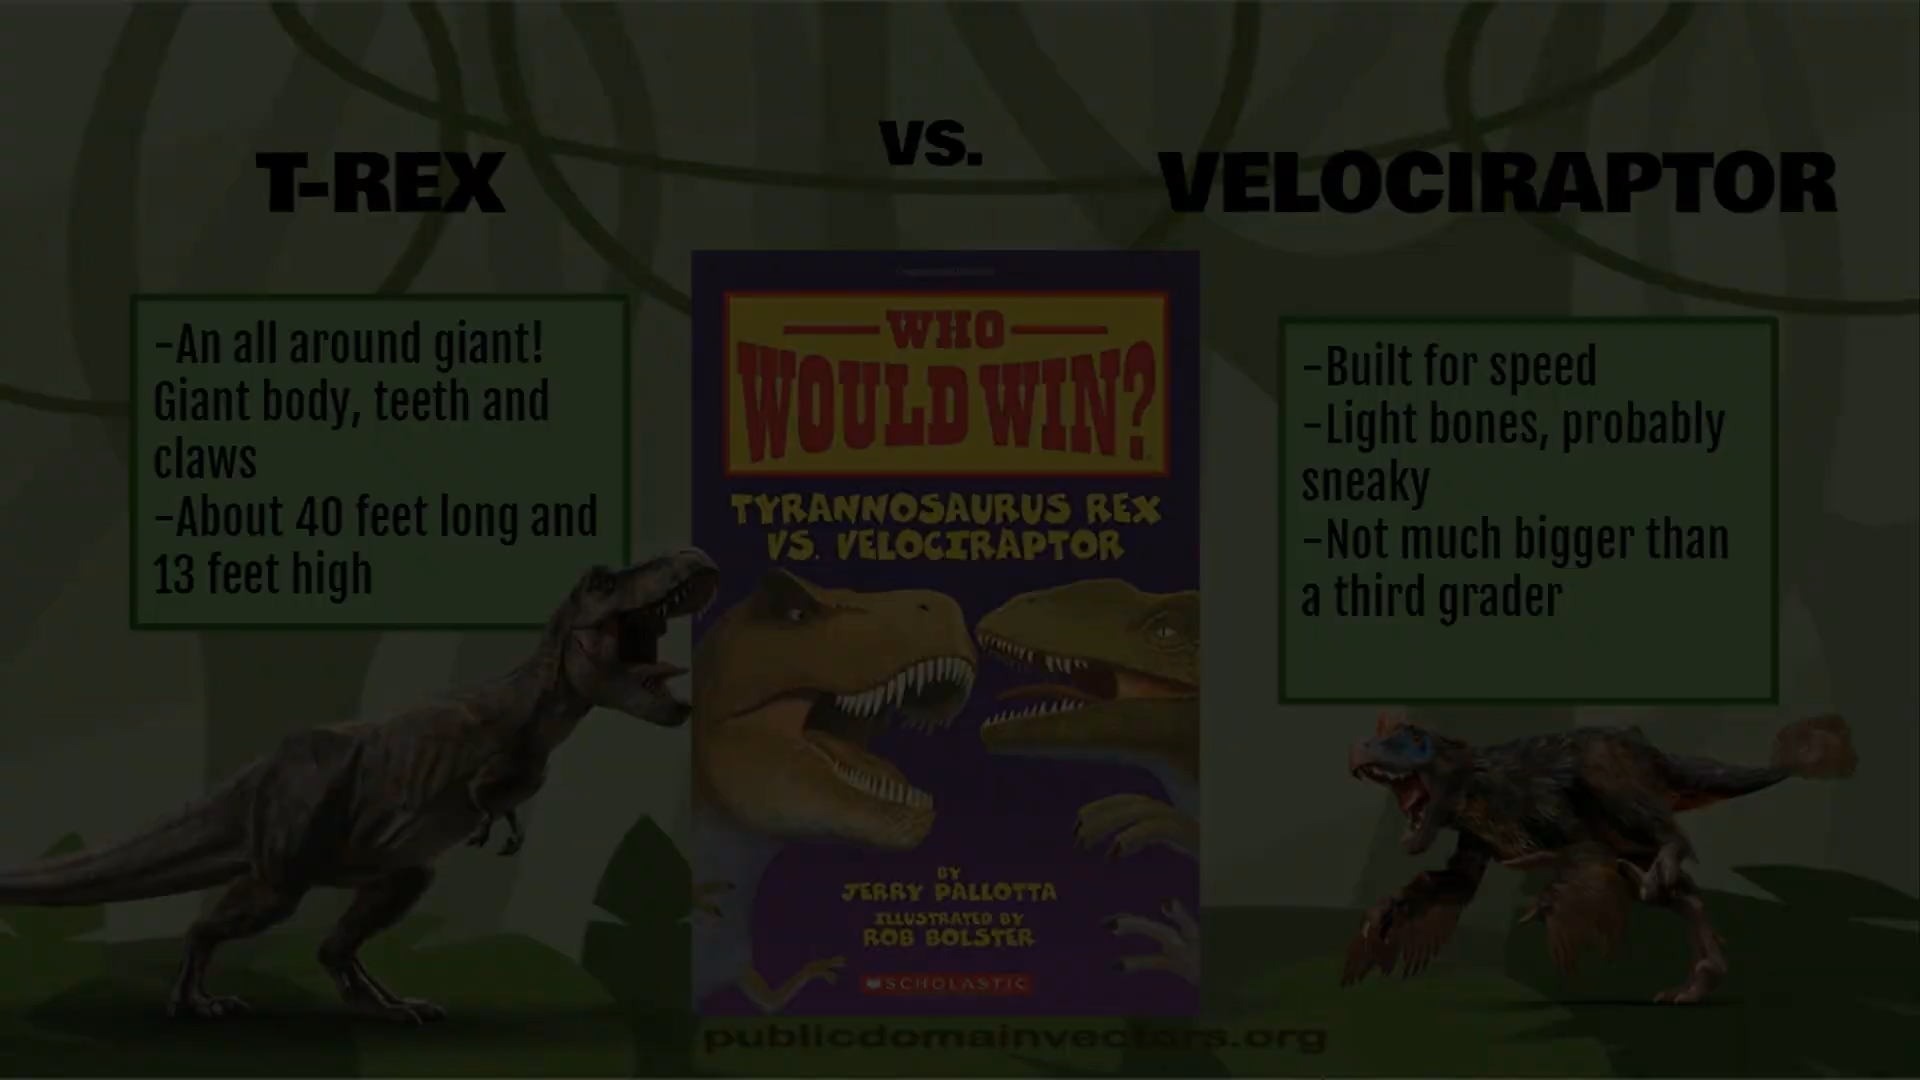 T-REX
VS.
VELOCIRAPTOR
-An all around giant!
Giant body, teeth and
claws
-About 40 feet long and
13 feet high
WHO
WOULD WIN?
TYRANNOSAURUS REX
VS. VELOCIRAPTOR
BY
JERRY PALLOTTA
ILLUSTRATED BY
ROB BOLSTER
SCHOLASTIC
-Built for speed
-Light bones, probably
sneaky
-Not much bigger than
a third grader
publicdomainvectors.org